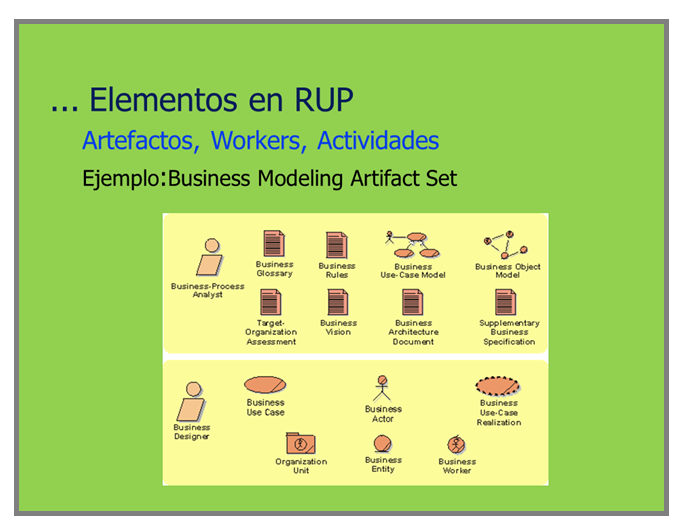 ... Elementos en RUP
Artefactos, Workers, Actividades
Ejemplo:Business Modeling Artifact Set
Business-Process
Analyst
Business
Glossary
Business
Rules
Business
Use-Case Model
Business Object
Model
Target-
Organization
Assessment
Business
Vision
Business
Architecture
Document
Supplementary
Business
Specification
Business
Designer
Business
Use Case
Business
Actor
Business
Use-Case
Realization
Organization
Unit
Business
Entity
Business
Worker